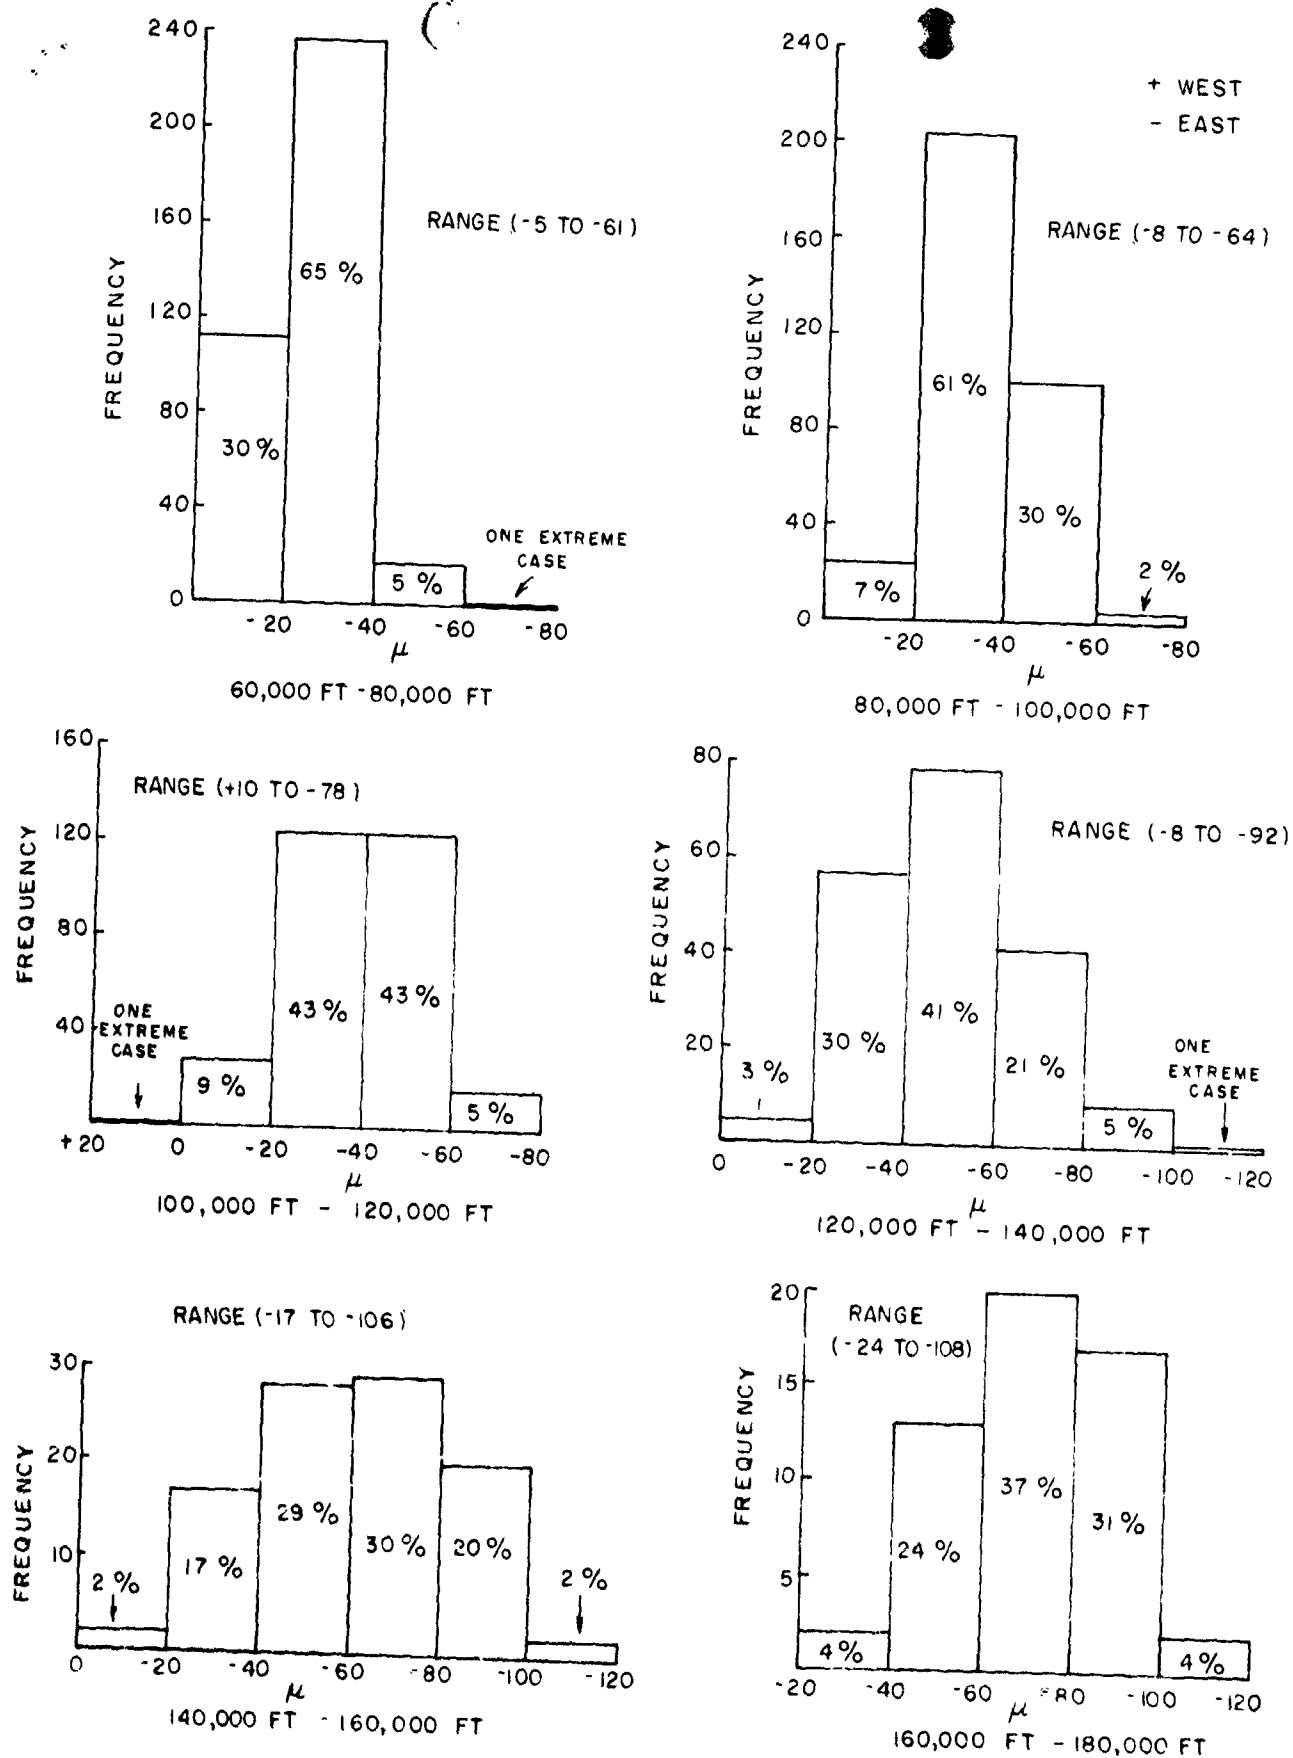 240
200
160
120
80
40
0
FREQUENCY
30 %
65 %
5 %
RANGE (-5 TO -61)
ONE EXTREME
CASE
-20 -40 -60 -80
μ
60,000 FT - 80,000 FT
+ WEST
- EAST
240
200
160
120
80
40
0
FREQUENCY
7 %
61 %
30 %
2 %
RANGE (-8 TO -64)
-20 -40 -60 -80
μ
80,000 FT - 100,000 FT
160
120
80
40
FREQUENCY
RANGE (+10 TO -78)
ONE
EXTREME
CASE
9 %
43 %
43 %
5 %
+20 0 -20 -40 -60 -80
μ
100,000 FT - 120,000 FT
80
60
40
20
FREQUENCY
RANGE (-8 TO -92)
3 %
30 %
41 %
21 %
5 %
ONE
EXTREME
CASE
0 -20 -40 -60 -80 -100 -120
μ
120,000 FT - 140,000 FT
RANGE (-17 TO -106)
30
20
10
FREQUENCY
2 %
17 %
29 %
30 %
20 %
2 %
0 -20 -40 -60 -80 -100 -120
μ
140,000 FT - 160,000 FT
20
15
10
5
FREQUENCY
RANGE
(-24 TO -108)
4 %
24 %
37 %
31 %
4 %
-20 -40 -60 -80 -100 -120
μ
160,000 FT - 180,000 FT